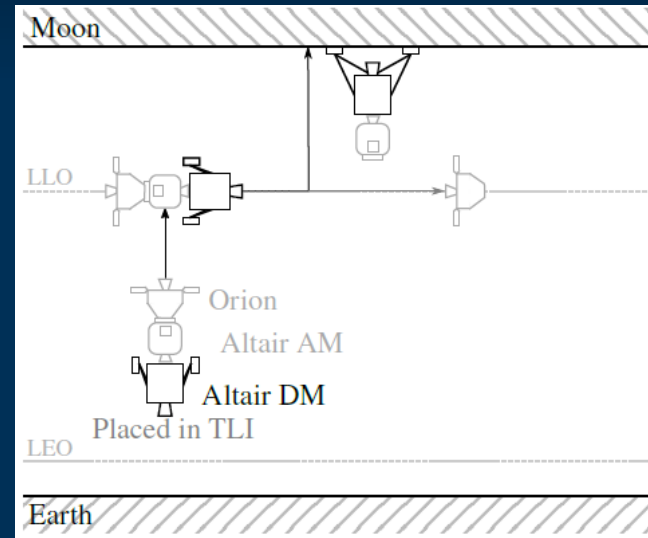 Moon
LLO
Orion
Altair AM
Altair DM
Placed in TLI
LEO
Earth